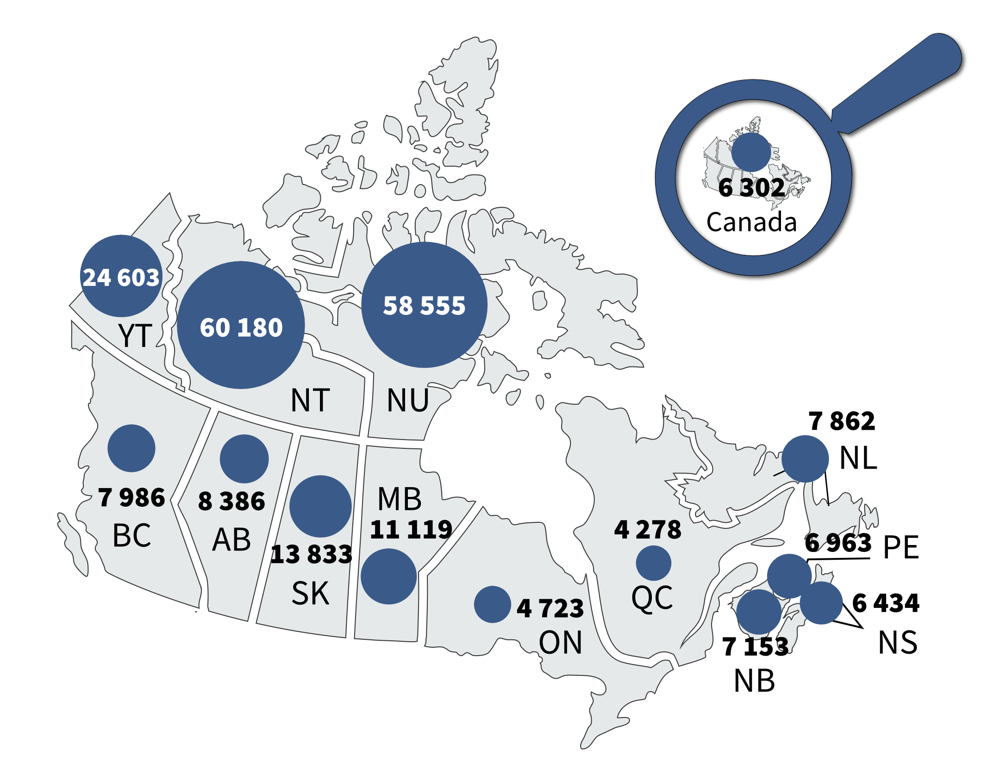 6 302
Canada
24 603
YT
60 180
NT
58 555
NU
7 986
BC
8 386
AB
13 833
SK
MB
11 119
4 723
ON
4 278
QC
7 862
NL
6 963 PE
6 434
NS
7 153
NB